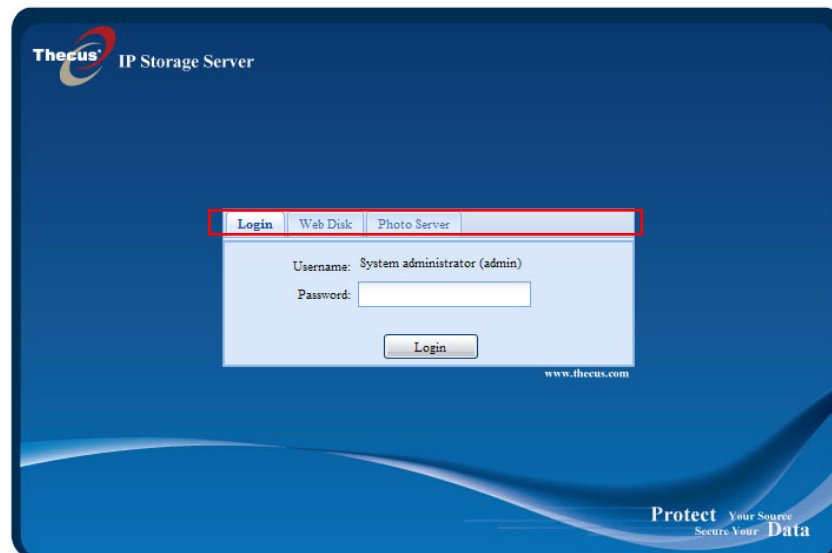 Thecus®
IP Storage Server
Login Web Disk Photo Server
Username: System administrator (admin)
Password:
Login
www.thecus.com
Protect Your Source
Secure Your Data